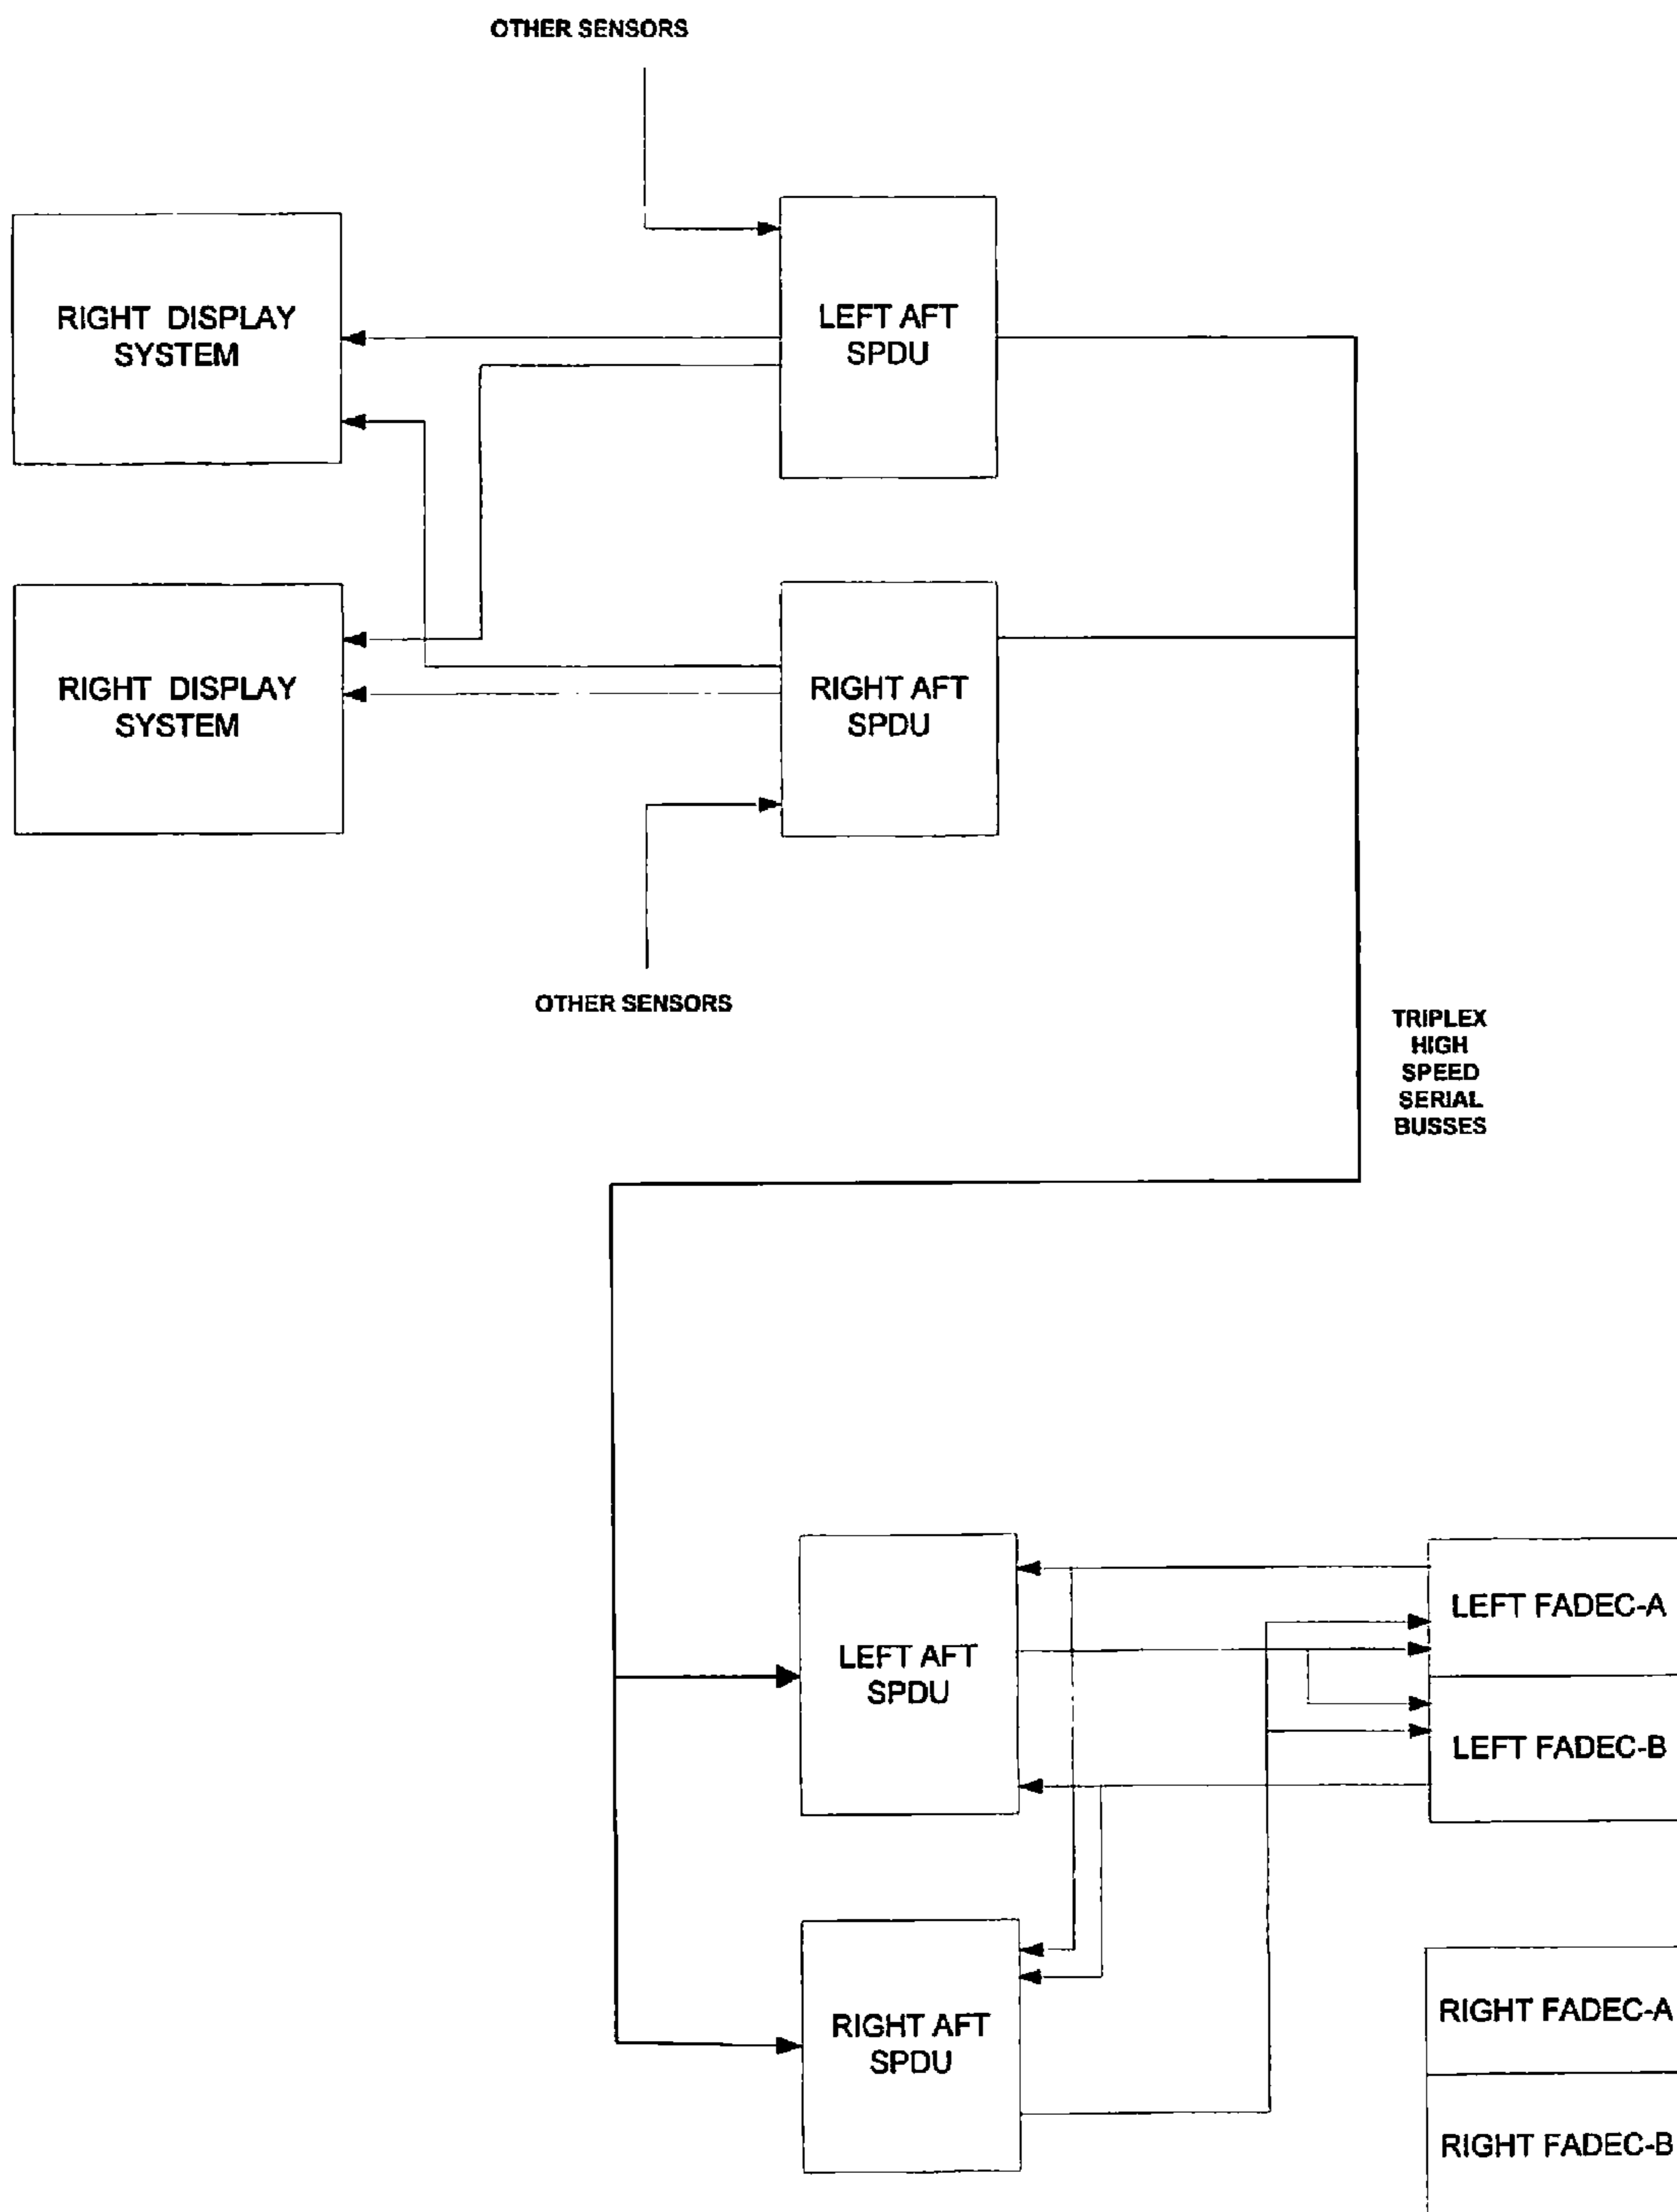 OTHER SENSORS
RIGHT DISPLAY
SYSTEM
LEFT AFT
SPDU
RIGHT DISPLAY
SYSTEM
RIGHT AFT
SPDU
OTHER SENSORS
TRIPLEX
HIGH
SPEED
SERIAL
BUSSES
LEFT AFT
SPDU
LEFT FADEC-A
LEFT FADEC-B
RIGHT AFT
SPDU
RIGHT FADEC-A
RIGHT FADEC-B